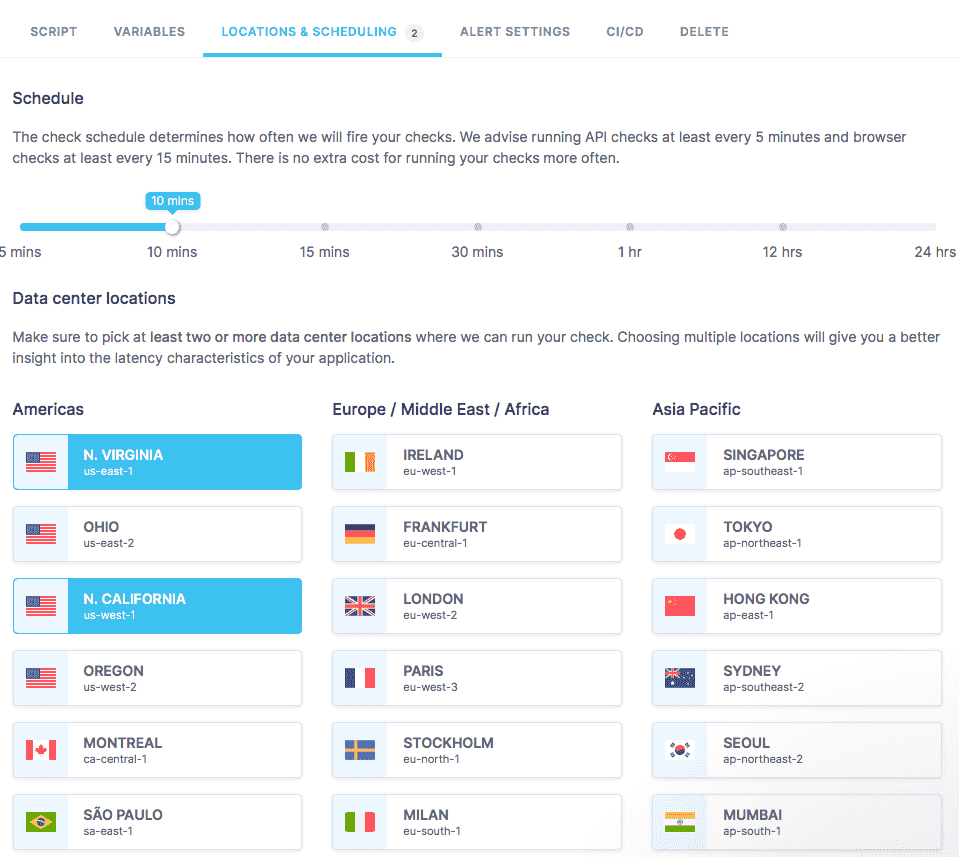 SCRIPT VARIABLES LOCATIONS & SCHEDULING 2 ALERT SETTINGS CI/CD DELETE
Schedule
The check schedule determines how often we will fire your checks. We advise running API checks at least every 5 minutes and browser
checks at least every 15 minutes. There is no extra cost for running your checks more often.
10 mins
5 mins 10 mins 15 mins 30 mins 1 hr 12 hrs 24 hrs
Data center locations
Make sure to pick at least two or more data center locations where we can run your check. Choosing multiple locations will give you a better
insight into the latency characteristics of your application.
Americas
N. VIRGINIA
us-east-1
OHIO
us-east-2
N. CALIFORNIA
us-west-1
OREGON
us-west-2
MONTREAL
ca-central-1
SÃO PAULO
sa-east-1
Europe / Middle East / Africa
IRELAND
eu-west-1
FRANKFURT
eu-central-1
LONDON
eu-west-2
PARIS
eu-west-3
STOCKHOLM
eu-north-1
MILAN
eu-south-1
Asia Pacific
SINGAPORE
ap-southeast-1
TOKYO
ap-northeast-1
HONG KONG
ap-east-1
SYDNEY
ap-southeast-2
SEOUL
ap-northeast-2
MUMBAI
ap-south-1